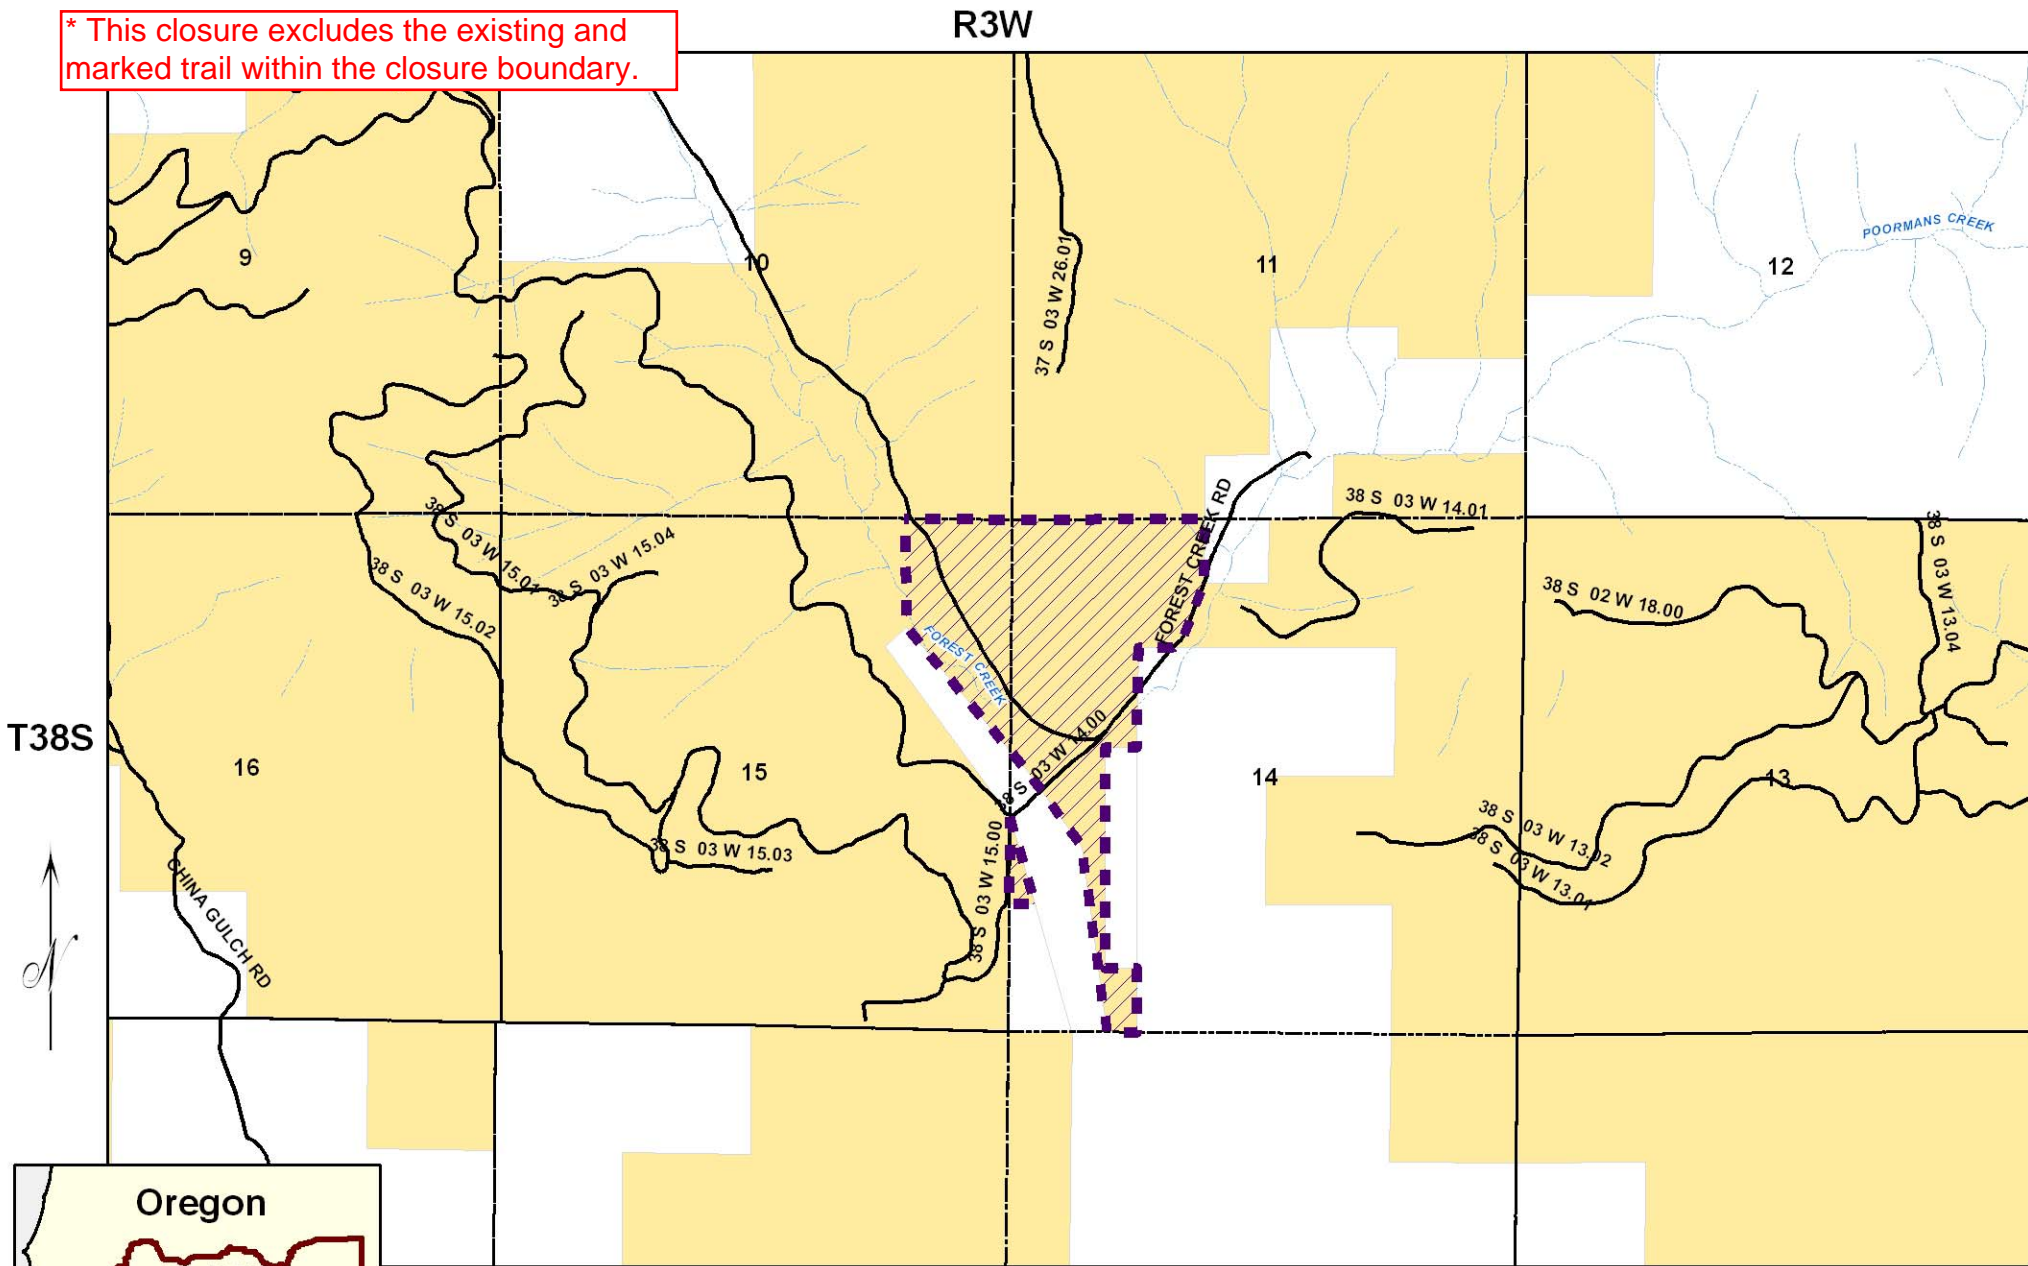 * This closure excludes the existing and
marked trail within the closure boundary.
R3W
9
10
11
12
POORMANS CREEK
37 S 03 W 26.01
38 S 03 W 15.01
38 S 03 W 15.04
38 S 03 W 15.02
FOREST CREEK
FOREST CREEK RD
38 S 03 W 14.01
38 S 02 W 18.00
38 S 03 W 13.04
T38S
16
15
38 S 03 W 14.00
14
13
38 S 03 W 15.03
38 S 03 W 15.00
38 S 03 W 13.02
38 S 03 W 13.01
CHINA GULCH RD
N
Oregon